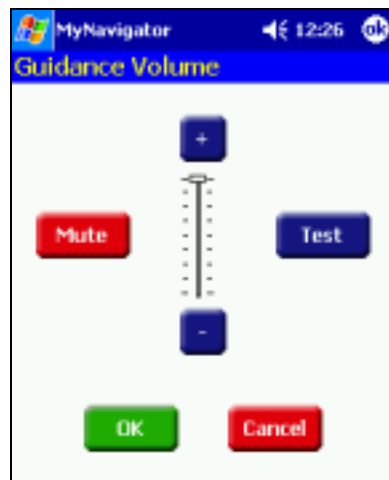 MyNavigator 12:26 ok
Guidance Volume
+
Mute Test
-
OK Cancel